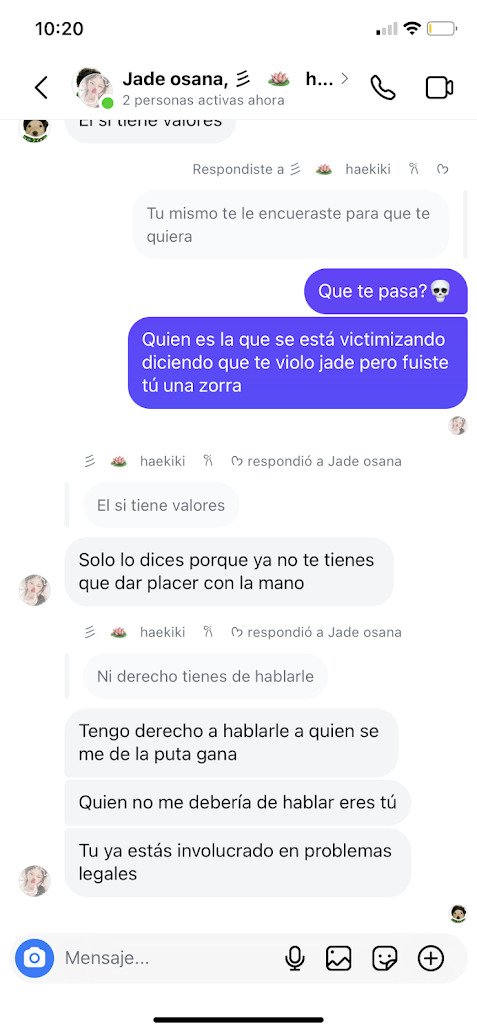 10:20
Jade osana, 彡 🪷 h...
2 personas activas ahora
El si tiene valores
Respondiste a 彡 🪷 haekiki
Tu mismo te le encueraste para que te
quiera
Que te pasa?💀
Quien es la que se está victimizando
diciendo que te violo jade pero fuiste
tú una zorra
彡 🪷 haekiki ᰔ respondió a Jade osana
El si tiene valores
Solo lo dices porque ya no te tienes
que dar placer con la mano
彡 🪷 haekiki ᰔ respondió a Jade osana
Ni derecho tienes de hablarle
Tengo derecho a hablarle a quien se
me de la puta gana
Quien no me debería de hablar eres tú
Tu ya estás involucrado en problemas
legales
Mensaje...